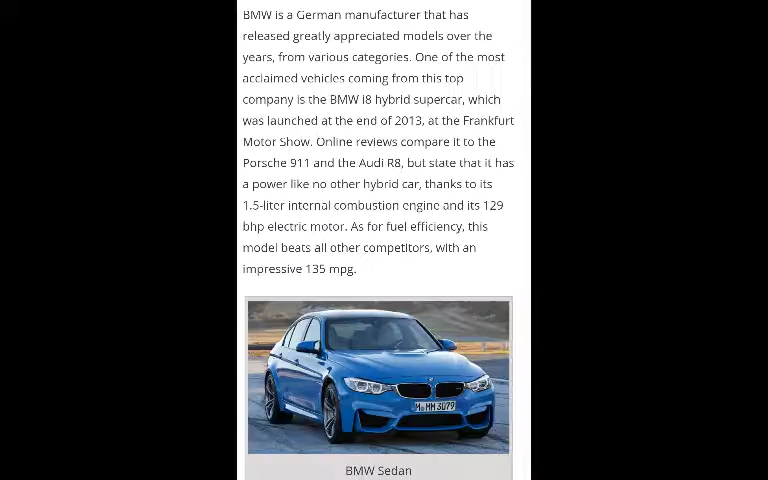 BMW is a German manufacturer that has
released greatly appreciated models over the
years, from various categories. One of the most
acclaimed vehicles coming from this top
company is the BMW i8 hybrid supercar, which
was launched at the end of 2013, at the Frankfurt
Motor Show. Online reviews compare it to the
Porsche 911 and the Audi R8, but state that it has
a power like no other hybrid car, thanks to its
1.5-liter internal combustion engine and its 129
bhp electric motor. As for fuel efficiency, this
model beats all other competitors, with an
impressive 135 mpg.
M MM 3079
BMW Sedan